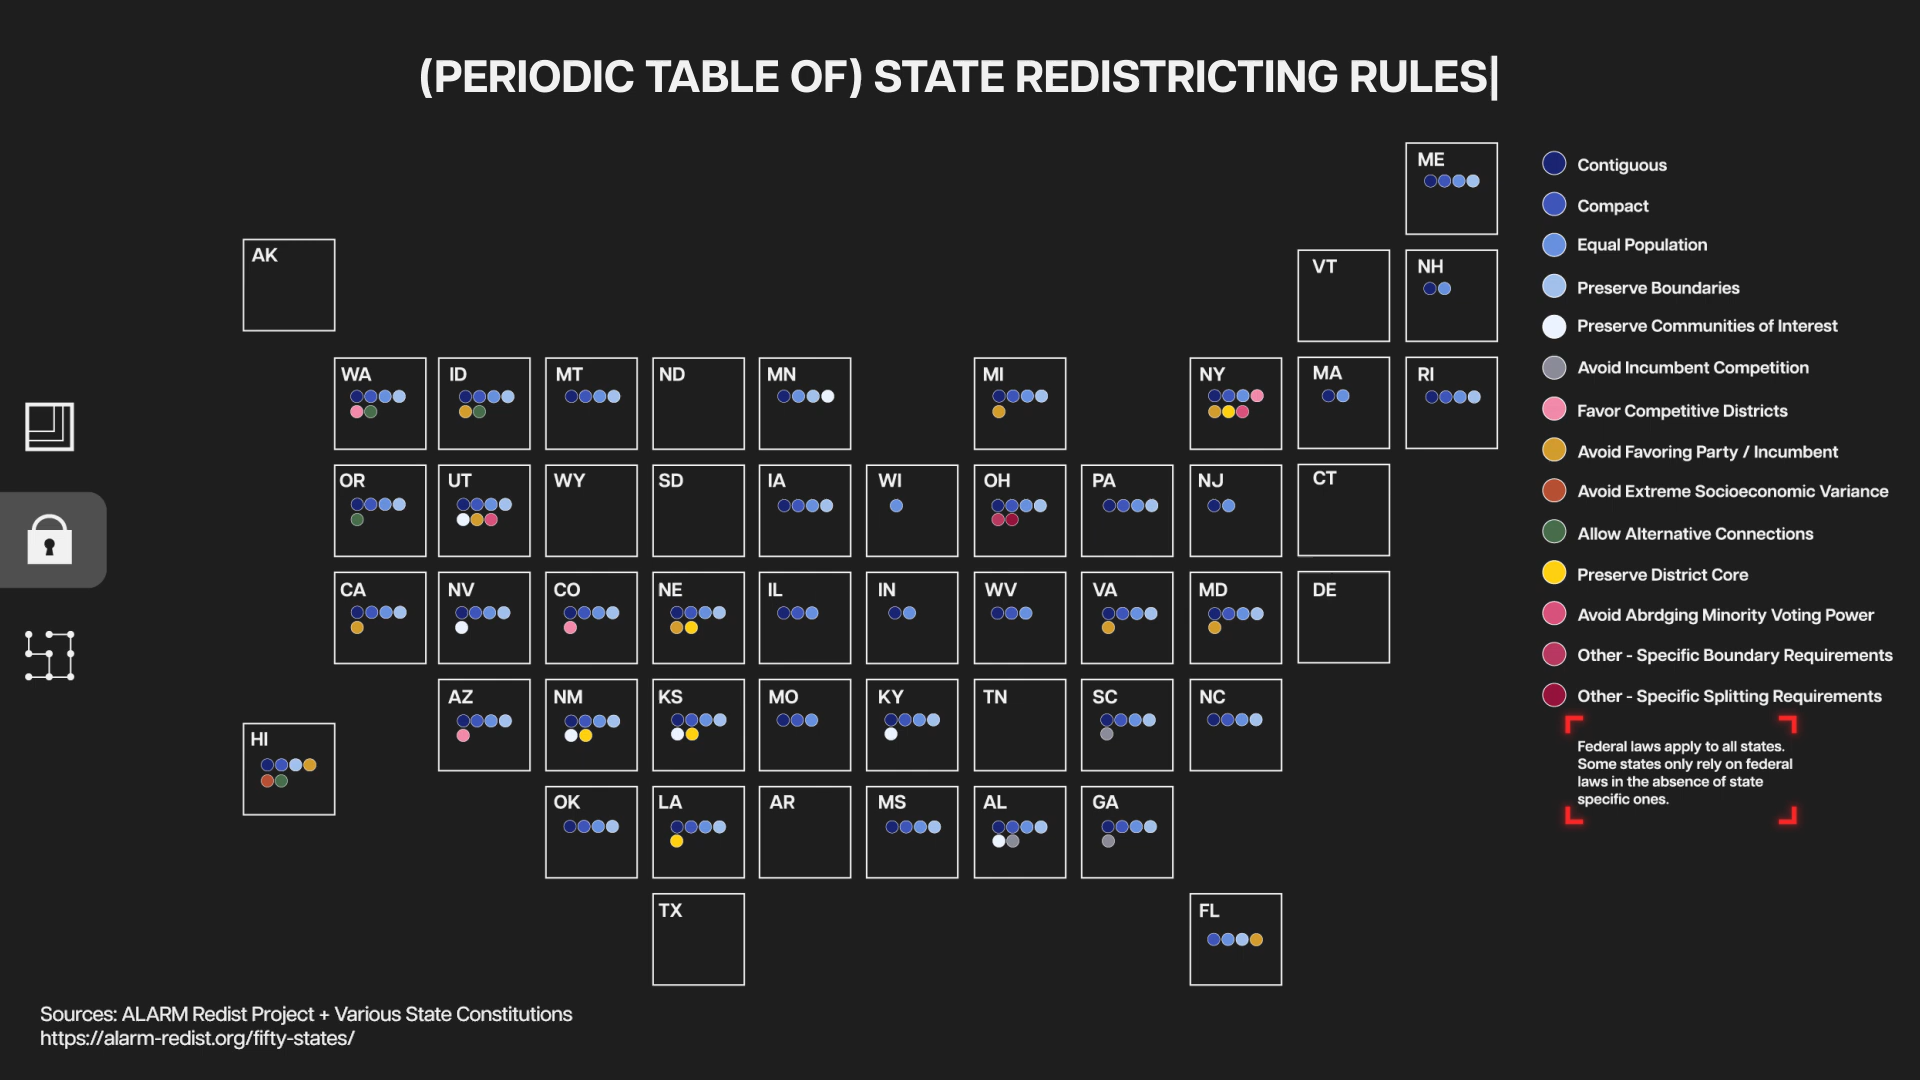 (PERIODIC TABLE OF) STATE REDISTRICTING RULES|
ME
AK
VT
NH
WA
ID
MT
ND
MN
MI
NY
MA
RI
OR
UT
WY
SD
IA
WI
OH
PA
NJ
CT
CA
NV
CO
NE
IL
IN
WV
VA
MD
DE
AZ
NM
KS
MO
KY
TN
SC
NC
HI
OK
LA
AR
MS
AL
GA
TX
FL
Contiguous
Compact
Equal Population
Preserve Boundaries
Preserve Communities of Interest
Avoid Incumbent Competition
Favor Competitive Districts
Avoid Favoring Party / Incumbent
Avoid Extreme Socioeconomic Variance
Allow Alternative Connections
Preserve District Core
Avoid Abrdging Minority Voting Power
Other - Specific Boundary Requirements
Other - Specific Splitting Requirements
Federal laws apply to all states.
Some states only rely on federal
laws in the absence of state
specific ones.
Sources: ALARM Redist Project + Various State Constitutions
https://alarm-redist.org/fifty-states/